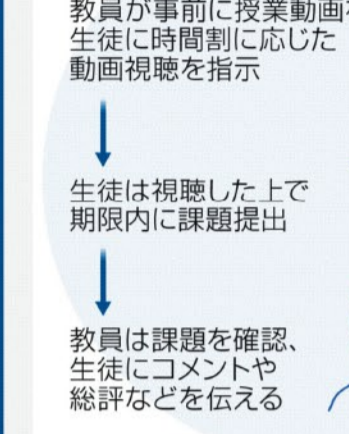 教員が事前に授業動画
生徒に時間割に応じた
動画視聴を指示
生徒は視聴した上で
期限内に課題提出
教員は課題を確認、
生徒にコメントや
総評などを伝える